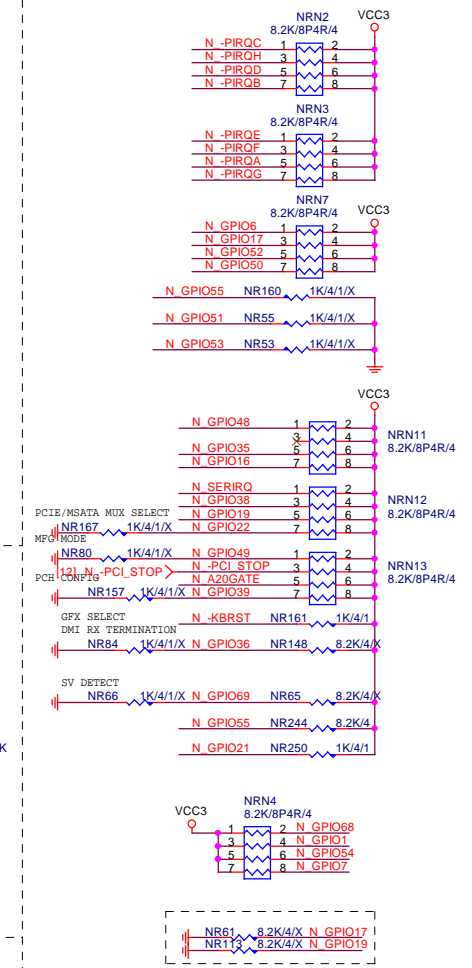 NRN2
8.2K/8P4R/4
VCC3
N_-PIRQC 1 2
N_-PIRQH 3 4
N_-PIRQD 5 6
N_-PIRQB 7 8
NRN3
8.2K/8P4R/4
N_-PIRQE 1 2
N_-PIRQF 3 4
N_-PIRQA 5 6
N_-PIRQG 7 8
NRN7
8.2K/8P4R/4
VCC3
N_GPIO6 1 2
N_GPIO17 3 4
N_GPIO52 5 6
N_GPIO50 7 8
N_GPIO55 NR160 1K/4/1/X
N_GPIO51 NR55 1K/4/1/X
N_GPIO53 NR53 1K/4/1/X
VCC3
N_GPIO48 1 2
3 4 NRN11
N_GPIO35 5 6 8.2K/8P4R/4
N_GPIO16 7 8
N_SERIRQ 1 2
N_GPIO38 3 4 NRN12
N_GPIO19 5 6 8.2K/8P4R/4
PCIE/MSATA MUX SELECT
NR167 1K/4/1/X N_GPIO22 7 8
MFG MODE
NR80 1K/4/1/X N_GPIO49 1 2
[12] N_-PCI_STOP N_-PCI_STOP 3 4 NRN13
PCH CONFIG N_A20GATE 5 6 8.2K/8P4R/4
NR157 1K/4/1/X N_GPIO39 7 8
GFX SELECT N_-KBRST NR161 1K/4/1
DMI RX TERMINATION
NR84 1K/4/1/X N_GPIO36 NR148 8.2K/4/X
SV DETECT
NR66 1K/4/1/X N_GPIO69 NR65 8.2K/4/X
N_GPIO55 NR244 8.2K/4
N_GPIO21 NR250 1K/4/1
K
NRN4
8.2K/8P4R/4
VCC3
1 2 N_GPIO68
3 4 N_GPIO1
5 6 N_GPIO54
7 8 N_GPIO7
NR61 8.2K/4/X N_GPIO17
NR113 8.2K/4/X N_GPIO19